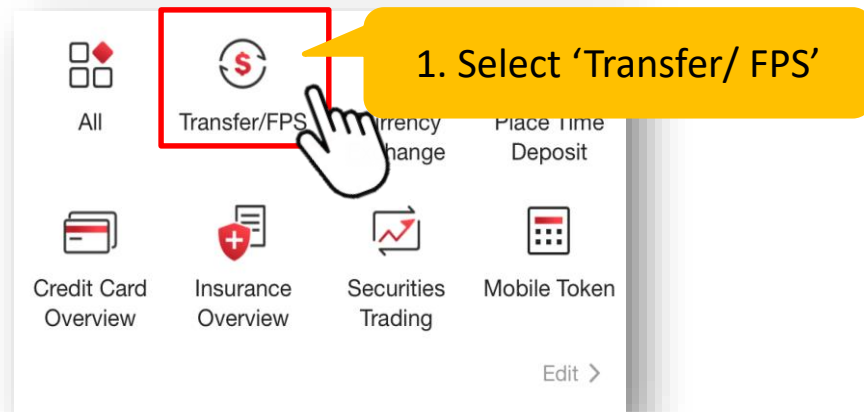 1. Select ‘Transfer/ FPS’
All
Transfer/FPS
Place Time
Deposit
Credit Card
Overview
Insurance
Overview
Securities
Trading
Mobile Token
Edit >